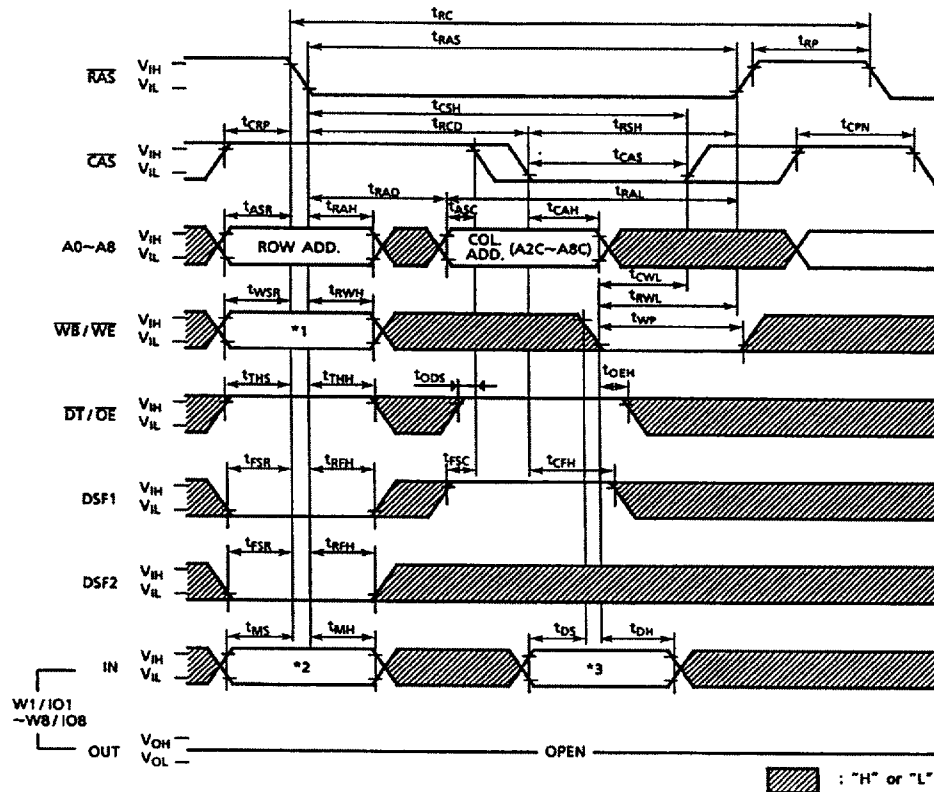 tRC
tRAS
tRP
RAS VIH
VIL
tCSH
tCRP tRCD tRSH tCPN
CAS VIH
VIL
tCAS
tRAD tRAL
tASR tRAH tASC tCAH
A0~A8 VIH
VIL
ROW ADD.
COL. ADD. (A2C~A8C)
tCWL
tWSR tRWH tRWL
WB/WE VIH
VIL
*1
tWP
tTHS tTHH tODS tOEH
DT/OE VIH
VIL
tFSR tRFH tFSC tCFH
DSF1 VIH
VIL
tFSR tRFH
DSF2 VIH
VIL
tMS tMH tDS tDH
IN VIH
VIL
*2 *3
W1/IO1
~W8/IO8
OUT VOH
VOL
OPEN
: "H" or "L"